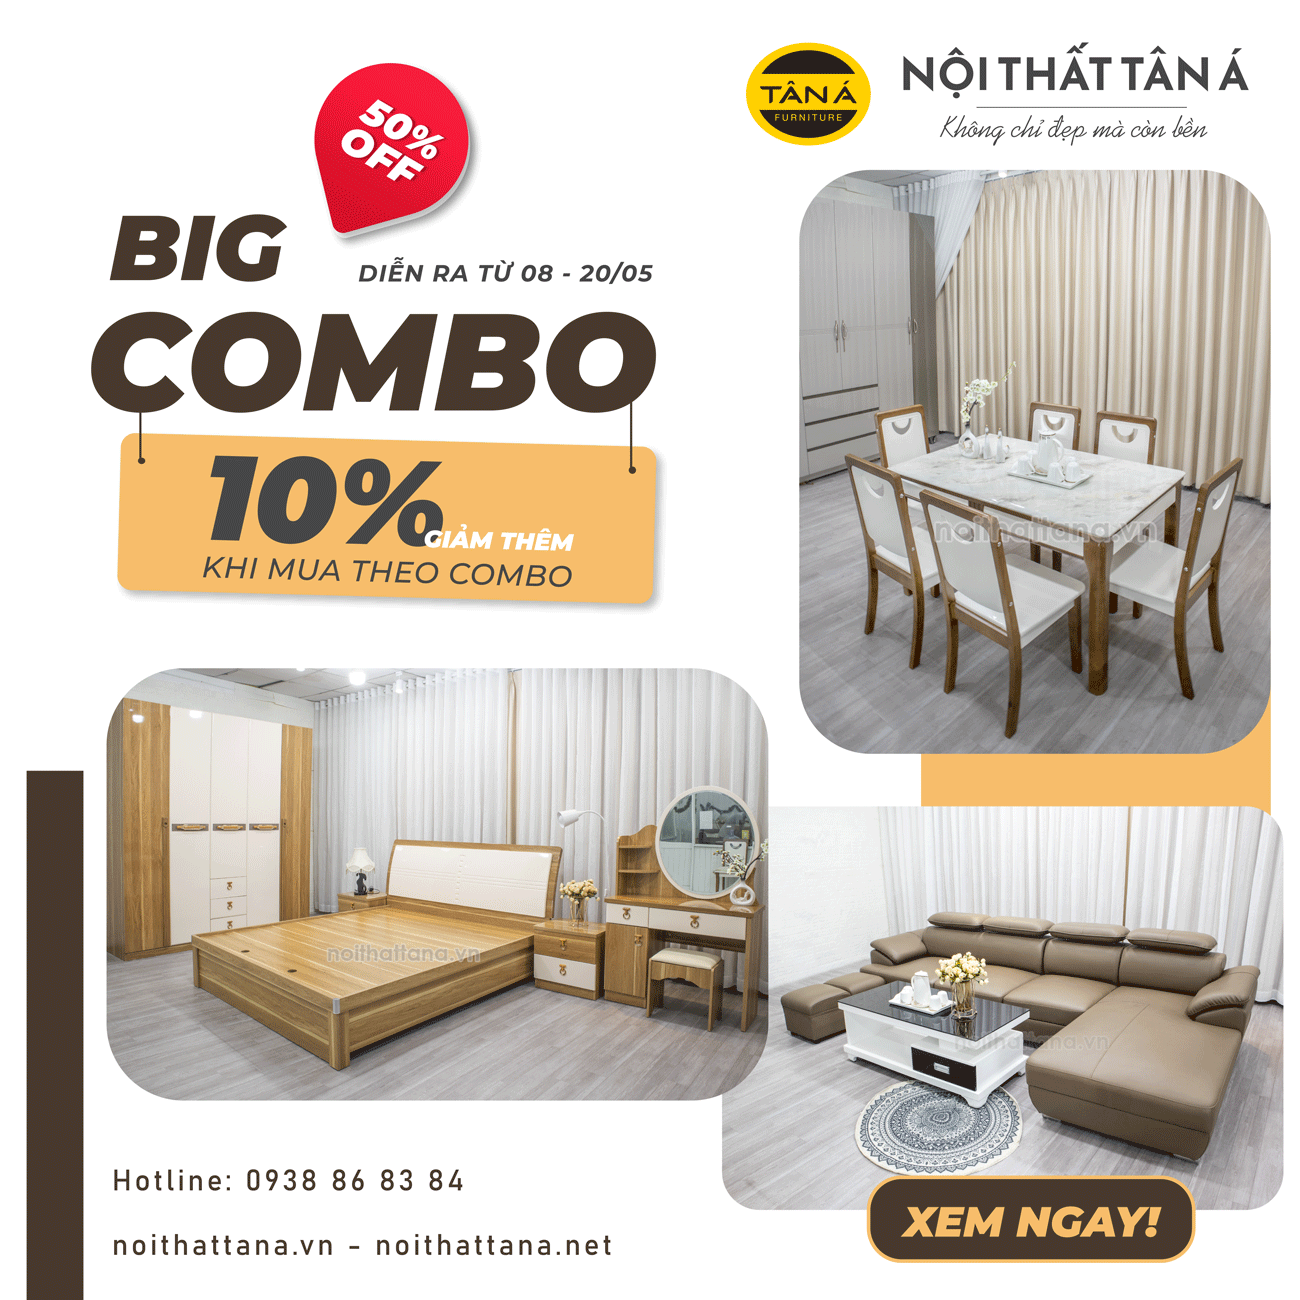 TÂN Á
FURNITURE
NỘI THẤT TÂN Á
Không chỉ đẹp mà còn bền
50%
OFF
BIG
DIỄN RA TỪ 08 - 20/05
COMBO
10%
GIẢM THÊM
KHI MUA THEO COMBO
noithattana.vn
noithattana.vn
noithattana.vn
Hotline: 0938 86 83 84
noithattana.vn - noithattana.net
XEM NGAY!